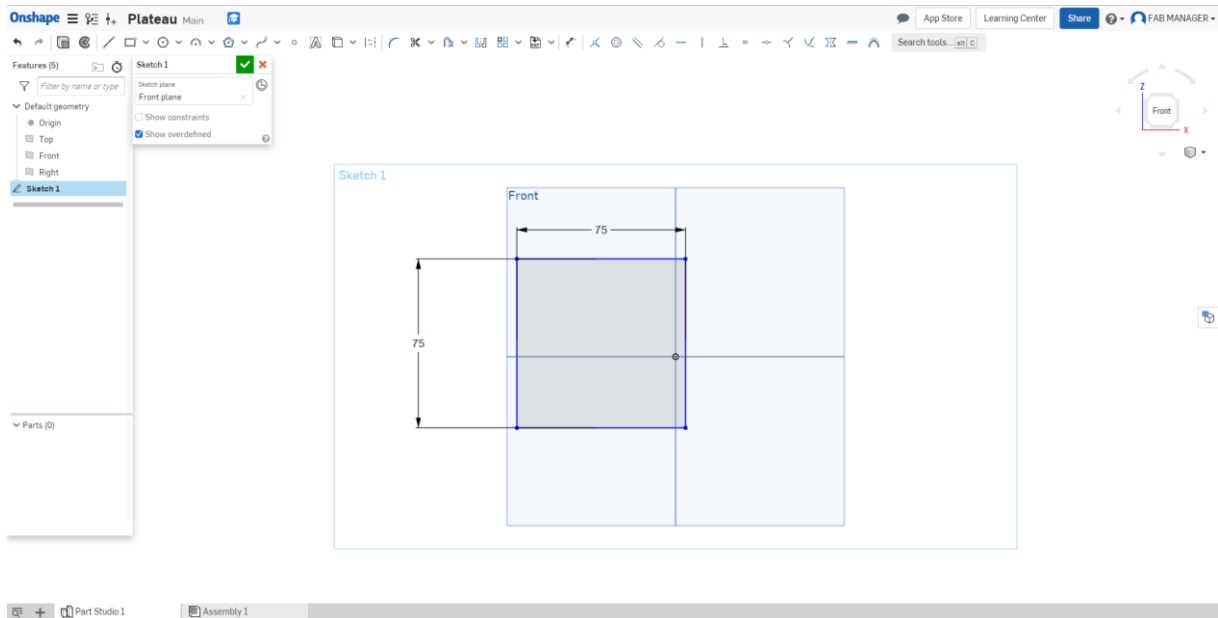 Onshape Plateau Main App Store Learning Center Share FAB MANAGER
Search tools... alt C
Features (5)
Filter by name or type
Default geometry
Origin
Top
Front
Right
Sketch 1
Parts (0)
Sketch 1
Sketch plane
Front plane
Show constraints
Show overdefined
Sketch 1
Front
75
75
Z
Front
X
Part Studio 1
Assembly 1